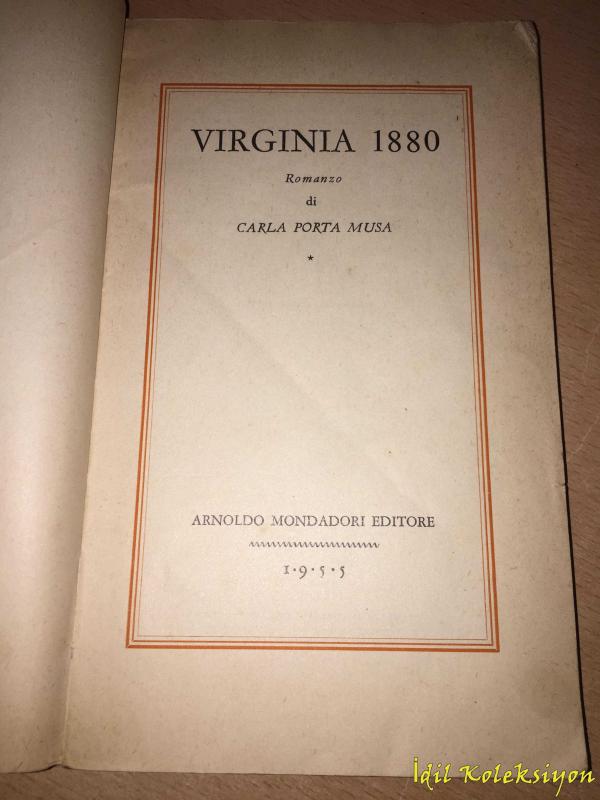 VIRGINIA 1880
Romanzo
di
CARLA PORTA MUSA
*
ARNOLDO MONDADORI EDITORE
1·9·5·5
İdil Koleksiyon